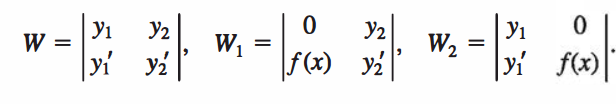 W = | y₁ y₂ ; y₁′ y₂′ |, W₁ = | 0 y₂ ; f(x) y₂′ |, W₂ = | y₁ 0 ; y₁′ f(x) |.